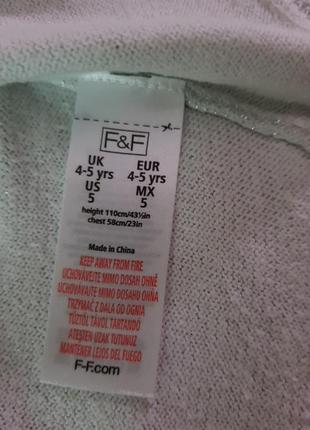 F&F
UK EUR
4-5 yrs 4-5 yrs
US MX
5 5
height 110cm/43½in
chest 58cm/23in
Made in China
KEEP AWAY FROM FIRE
UCHOVÁVEJTE MIMO DOSAH OHNĚ
UCHOVÁVAJTE MIMO DOSAHU OHŇA
TRZYMAĆ Z DALA OD OGNIA
TŰZTŐL TÁVOL TARTANDÓ
ATEŞTEN UZAK TUTUNUZ
MANTENER LEJOS DEL FUEGO
F-F.com